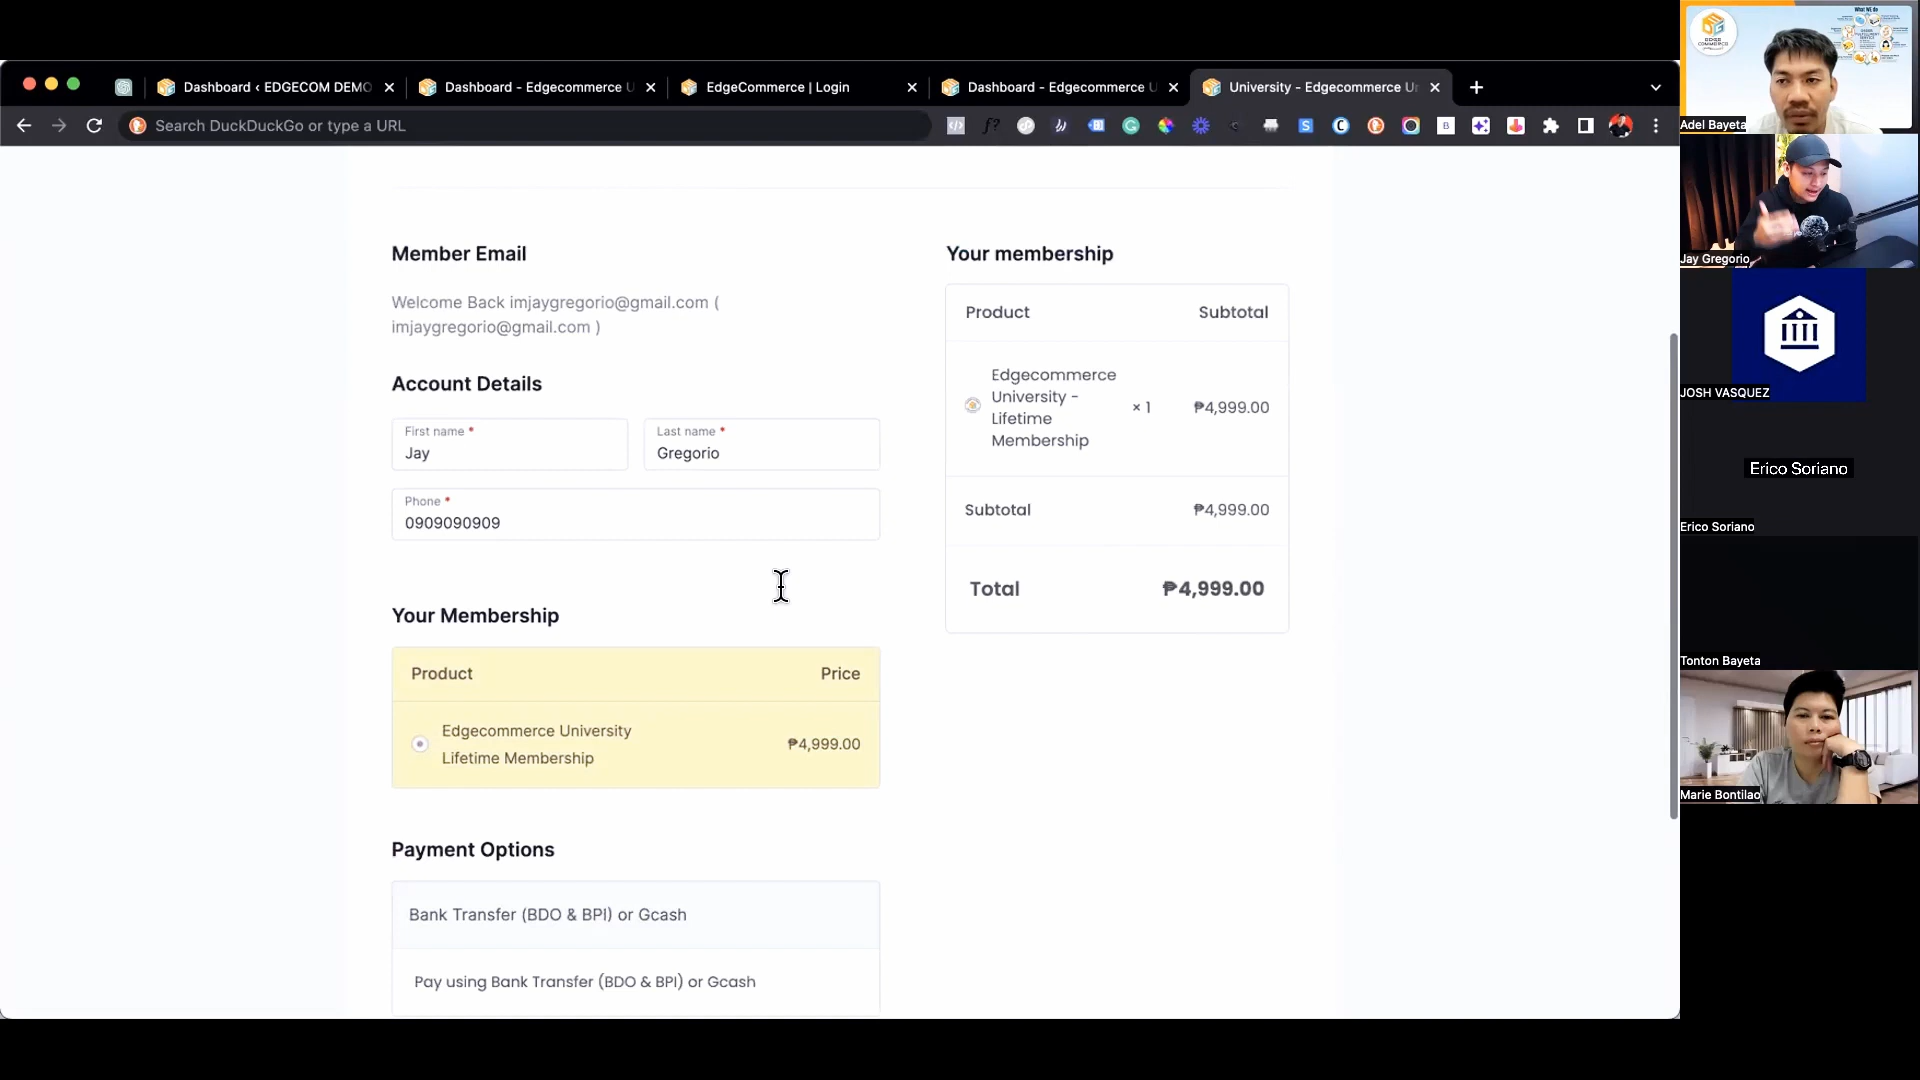 Dashboard ‹ EDGECOM DEMO
Dashboard - Edgecommerce U
EdgeCommerce | Login
Dashboard - Edgecommerce U
University - Edgecommerce Un
Search DuckDuckGo or type a URL
Member Email
Welcome Back imjaygregorio@gmail.com (
imjaygregorio@gmail.com )
Account Details
First name *
Jay
Last name *
Gregorio
Phone *
0909090909
Your Membership
Product Price
Edgecommerce University
Lifetime Membership
₱4,999.00
Payment Options
Bank Transfer (BDO & BPI) or Gcash
Pay using Bank Transfer (BDO & BPI) or Gcash
Your membership
Product Subtotal
Edgecommerce
University -
Lifetime
Membership
× 1
₱4,999.00
Subtotal ₱4,999.00
Total ₱4,999.00
What WE do
Adel Bayeta
Jay Gregorio
JOSH VASQUEZ
Erico Soriano
Erico Soriano
Tonton Bayeta
Marie Bontilao